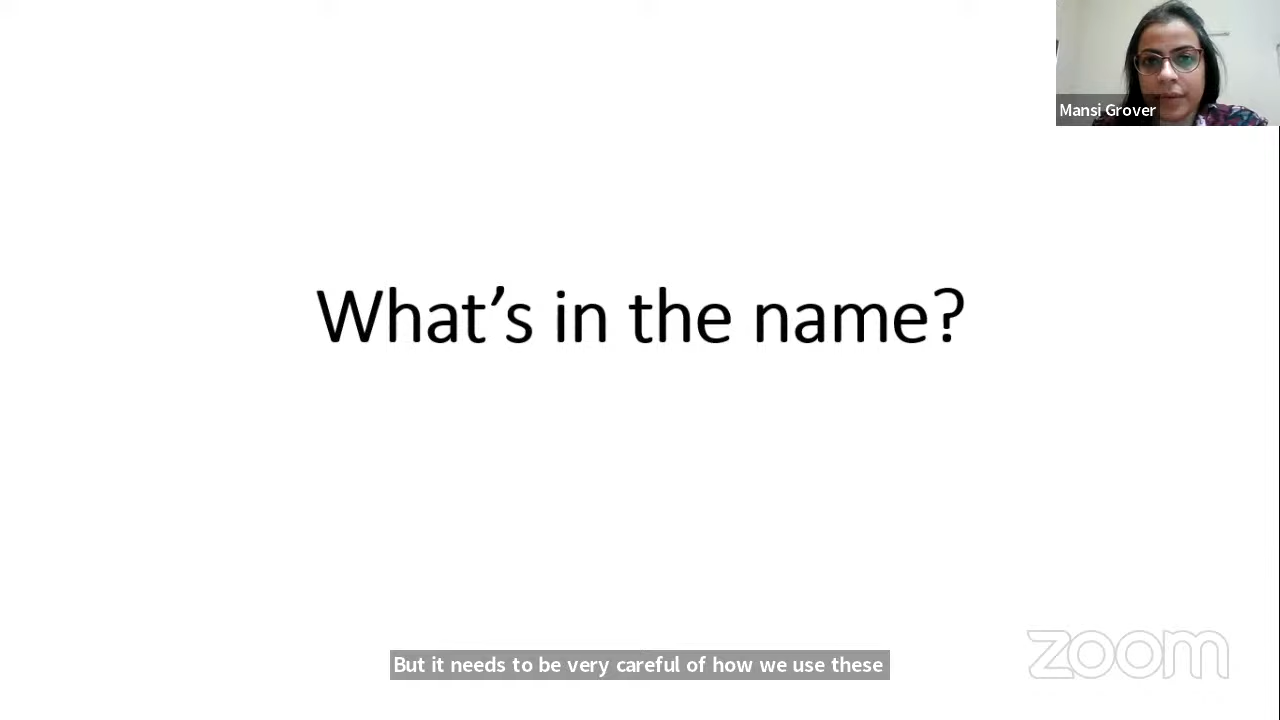 Mansi Grover
What’s in the name?
But it needs to be very careful of how we use these
zoom